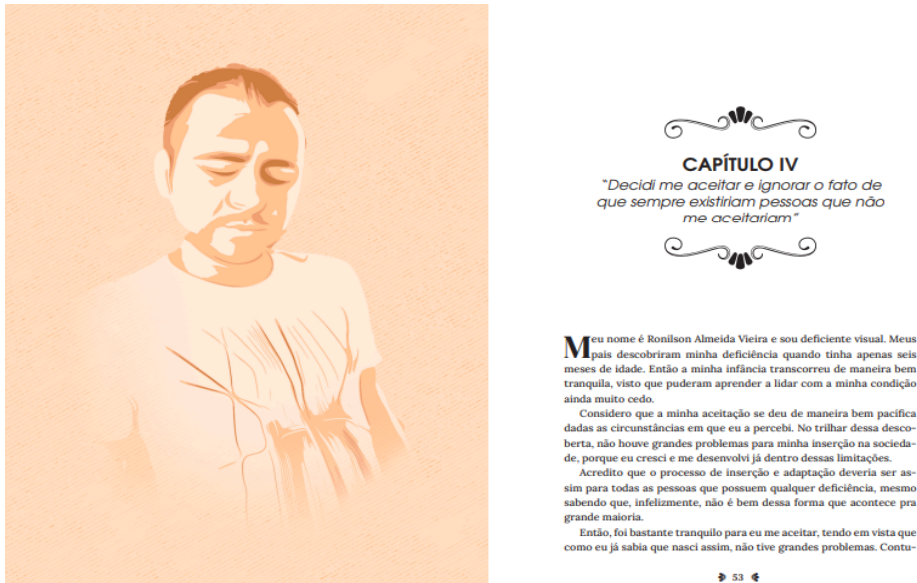 CAPÍTULO IV
"Decidi me aceitar e ignorar o fato de
que sempre existiriam pessoas que não
me aceitariam"
Meu nome é Ronilson Almeida Vieira e sou deficiente visual. Meus
pais descobriram minha deficiência quando tinha apenas seis
meses de idade. Então a minha infância transcorreu de maneira bem
tranquila, visto que puderam aprender a lidar com a minha condição
ainda muito cedo.
Considero que a minha aceitação se deu de maneira bem pacífica
dadas as circunstâncias em que eu a percebi. No trilhar dessa desco-
berta, não houve grandes problemas para minha inserção na socieda-
de, porque eu cresci e me desenvolvi já dentro dessas limitações.
Acredito que o processo de inserção e adaptação deveria ser as-
sim para todas as pessoas que possuem qualquer deficiência, mesmo
sabendo que, infelizmente, não é bem dessa forma que acontece pra
grande maioria.
Então, foi bastante tranquilo para eu me aceitar, tendo em vista que
como eu já sabia que nasci assim, não tive grandes problemas. Contu-
53